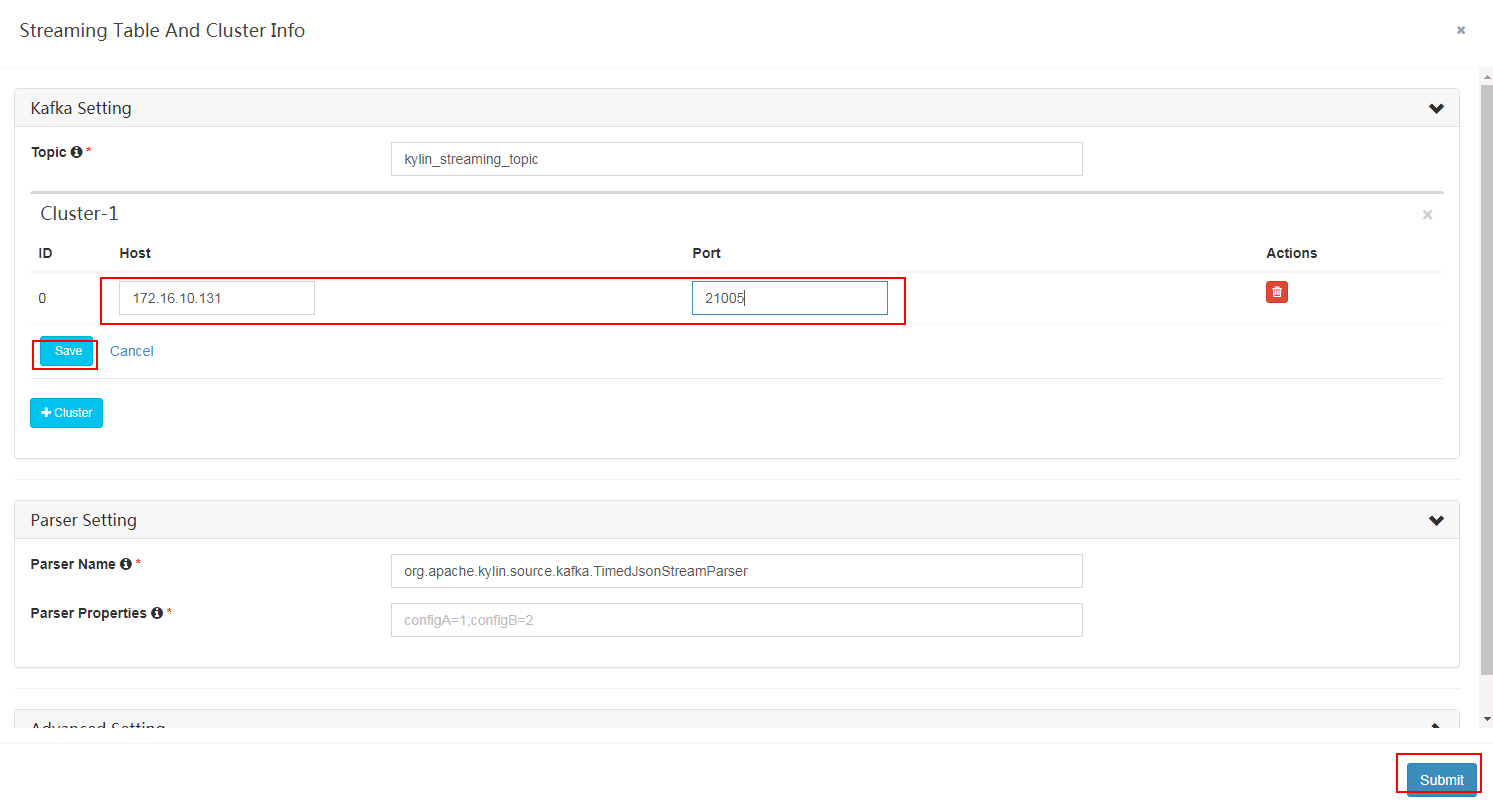 Streaming Table And Cluster Info
Kafka Setting
Topic *
kylin_streaming_topic
Cluster-1
ID Host Port Actions
0 172.16.10.131 21005
Save Cancel
+ Cluster
Parser Setting
Parser Name *
org.apache.kylin.source.kafka.TimedJsonStreamParser
Parser Properties *
configA=1;configB=2
Advanced Setting
Submit